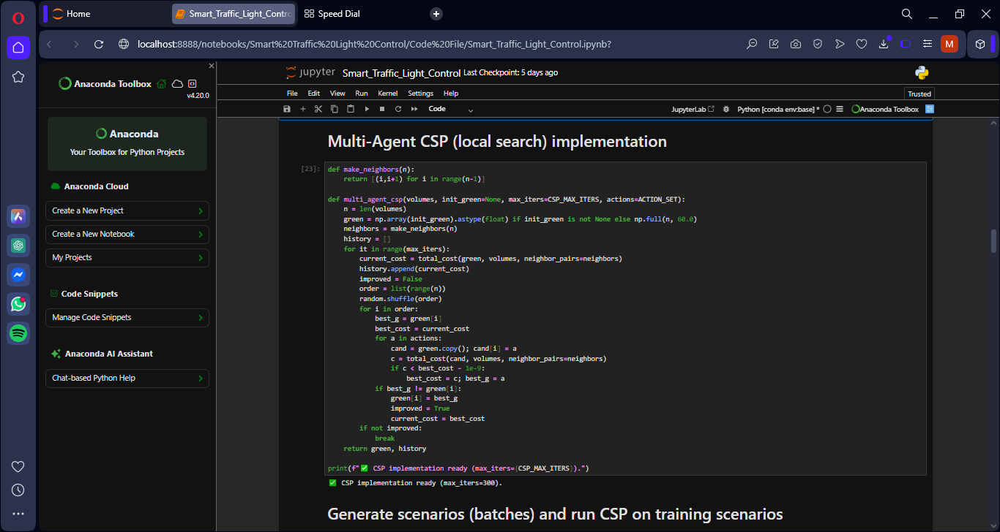 Home
Smart_Traffic_Light_Contro
Speed Dial
localhost:8888/notebooks/Smart%20Traffic%20Light%20Control/Code%20File/Smart_Traffic_Light_Control.ipynb?
M
Anaconda Toolbox
v4.20.0
Anaconda
Your Toolbox for Python Projects
Anaconda Cloud
Create a New Project
Create a New Notebook
My Projects
Code Snippets
Manage Code Snippets
Anaconda AI Assistant
Chat-based Python Help
jupyter Smart_Traffic_Light_Control Last Checkpoint: 5 days ago
File Edit View Run Kernel Settings Help
Trusted
Code
JupyterLab Python [conda env:base] * Anaconda Toolbox
Multi-Agent CSP (local search) implementation
[23]:
def make_neighbors(n):
    return [(i,i+1) for i in range(n-1)]
def multi_agent_csp(volumes, init_green=None, max_iters=CSP_MAX_ITERS, actions=ACTION_SET):
    n = len(volumes)
    green = np.array(init_green).astype(float) if init_green is not None else np.full(n, 60.0)
    neighbors = make_neighbors(n)
    history = []
    for it in range(max_iters):
        current_cost = total_cost(green, volumes, neighbor_pairs=neighbors)
        history.append(current_cost)
        improved = False
        order = list(range(n))
        random.shuffle(order)
        for i in order:
            best_g = green[i]
            best_cost = current_cost
            for a in actions:
                cand = green.copy(); cand[i] = a
                c = total_cost(cand, volumes, neighbor_pairs=neighbors)
                if c < best_cost - 1e-9:
                    best_cost = c; best_g = a
            if best_g != green[i]:
                green[i] = best_g
                improved = True
                current_cost = best_cost
        if not improved:
            break
    return green, history
print(f"✅ CSP implementation ready (max_iters={CSP_MAX_ITERS}).")
✅ CSP implementation ready (max_iters=300).
Generate scenarios (batches) and run CSP on training scenarios